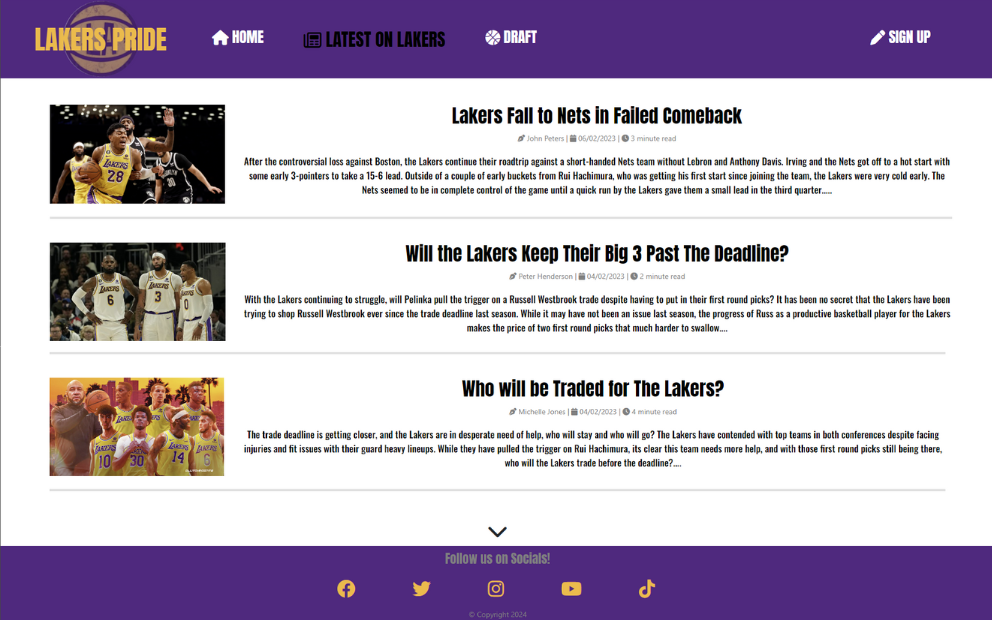 LAKERS PRIDE
HOME
LATEST ON LAKERS
DRAFT
SIGN UP
Lakers Fall to Nets in Failed Comeback
John Peters | 06/02/2023 | 3 minute read
After the controversial loss against Boston, the Lakers continue their roadtrip against a short-handed Nets team without Lebron and Anthony Davis. Irving and the Nets got off to a hot start with
some early 3-pointers to take a 15-6 lead. Outside of a couple of early buckets from Rui Hachimura, who was getting his first start since joining the team, the Lakers were very cold early. The
Nets seemed to be in complete control of the game until a quick run by the Lakers gave them a small lead in the third quarter.....
LAKERS
28
Will the Lakers Keep Their Big 3 Past The Deadline?
Peter Henderson | 04/02/2023 | 2 minute read
With the Lakers continuing to struggle, will Pelinka pull the trigger on a Russell Westbrook trade despite having to put in their first round picks? It has been no secret that the Lakers have been
trying to shop Russell Westbrook ever since the trade deadline last season. While it may have not been an issue last season, the progress of Russ as a productive basketball player for the Lakers
makes the price of two first round picks that much harder to swallow....
6
3
0
Who will be Traded for The Lakers?
Michelle Jones | 04/02/2023 | 4 minute read
The trade deadline is getting closer, and the Lakers are in desperate need of help, who will stay and who will go? The Lakers have contended with top teams in both conferences despite facing
injuries and fit issues with their guard heavy lineups. While they have pulled the trigger on Rui Hachimura, its clear this team needs more help, and with those first round picks still being there,
who will the Lakers trade before the deadline?....
10
30
14
6
Follow us on Socials!
© Copyright 2024